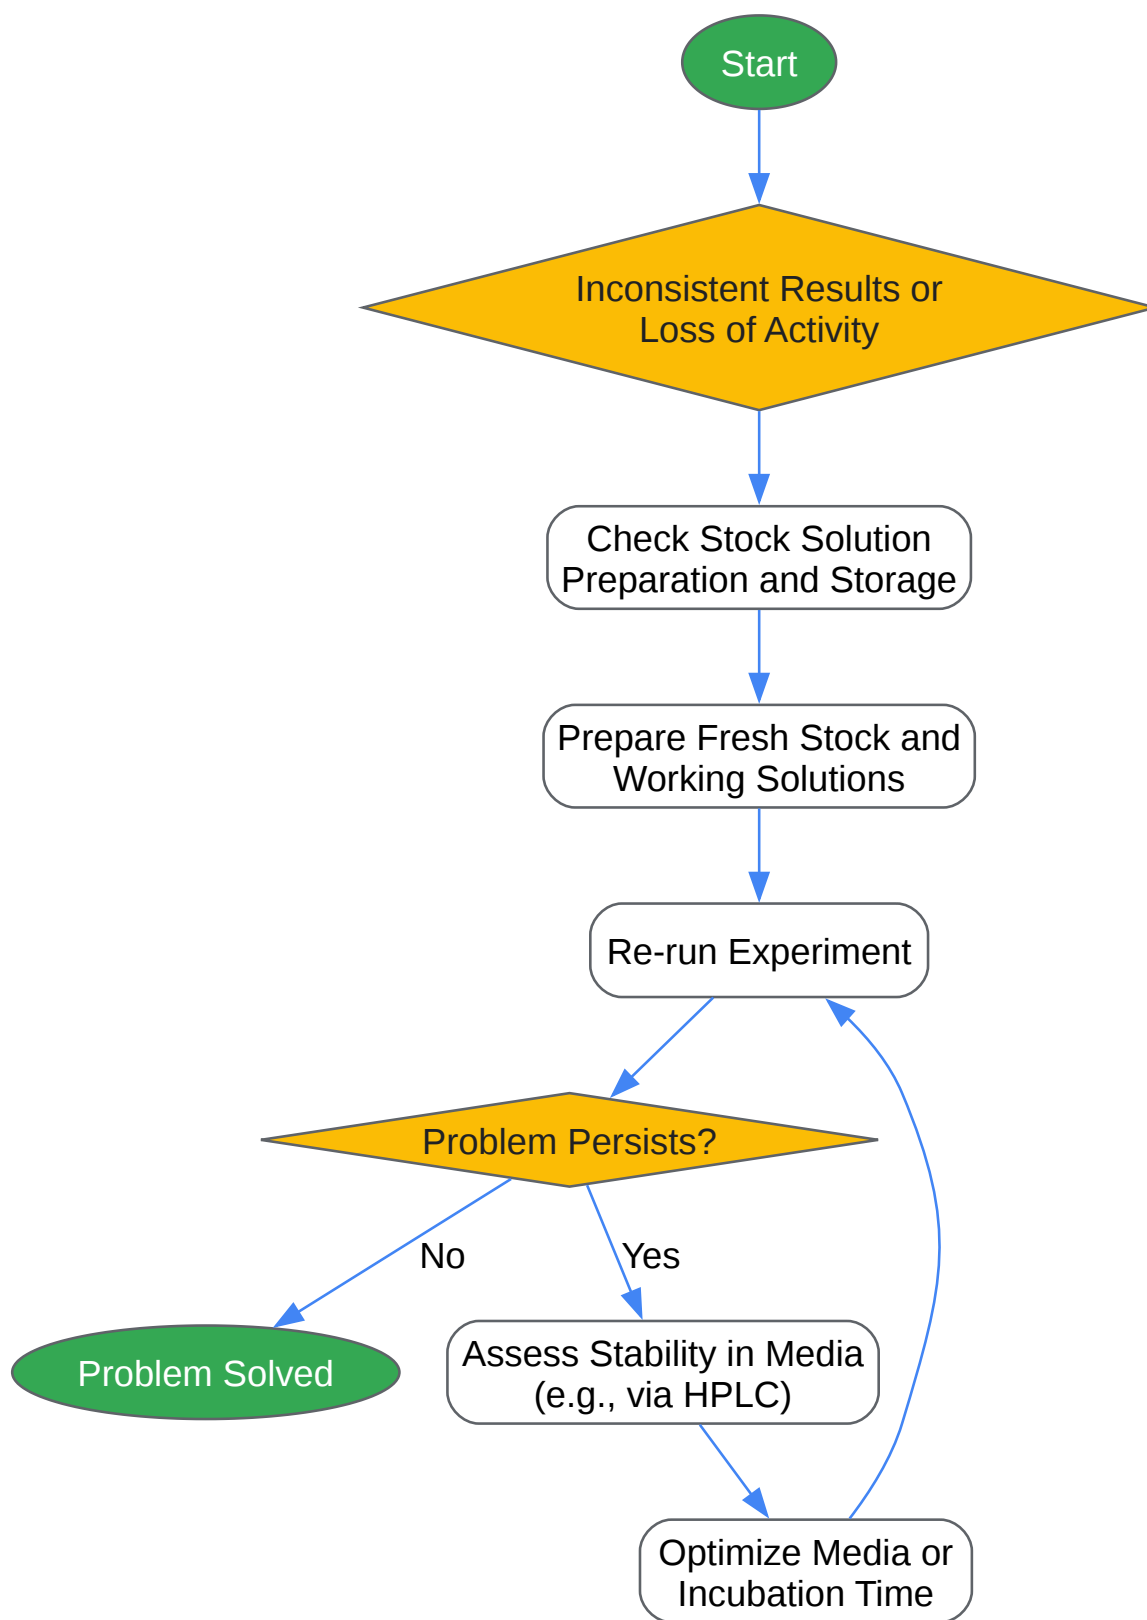 Start
Inconsistent Results or
Loss of Activity
Check Stock Solution
Preparation and Storage
Prepare Fresh Stock and
Working Solutions
Re-run Experiment
Problem Persists?
No
Yes
Problem Solved
Assess Stability in Media
(e.g., via HPLC)
Optimize Media or
Incubation Time